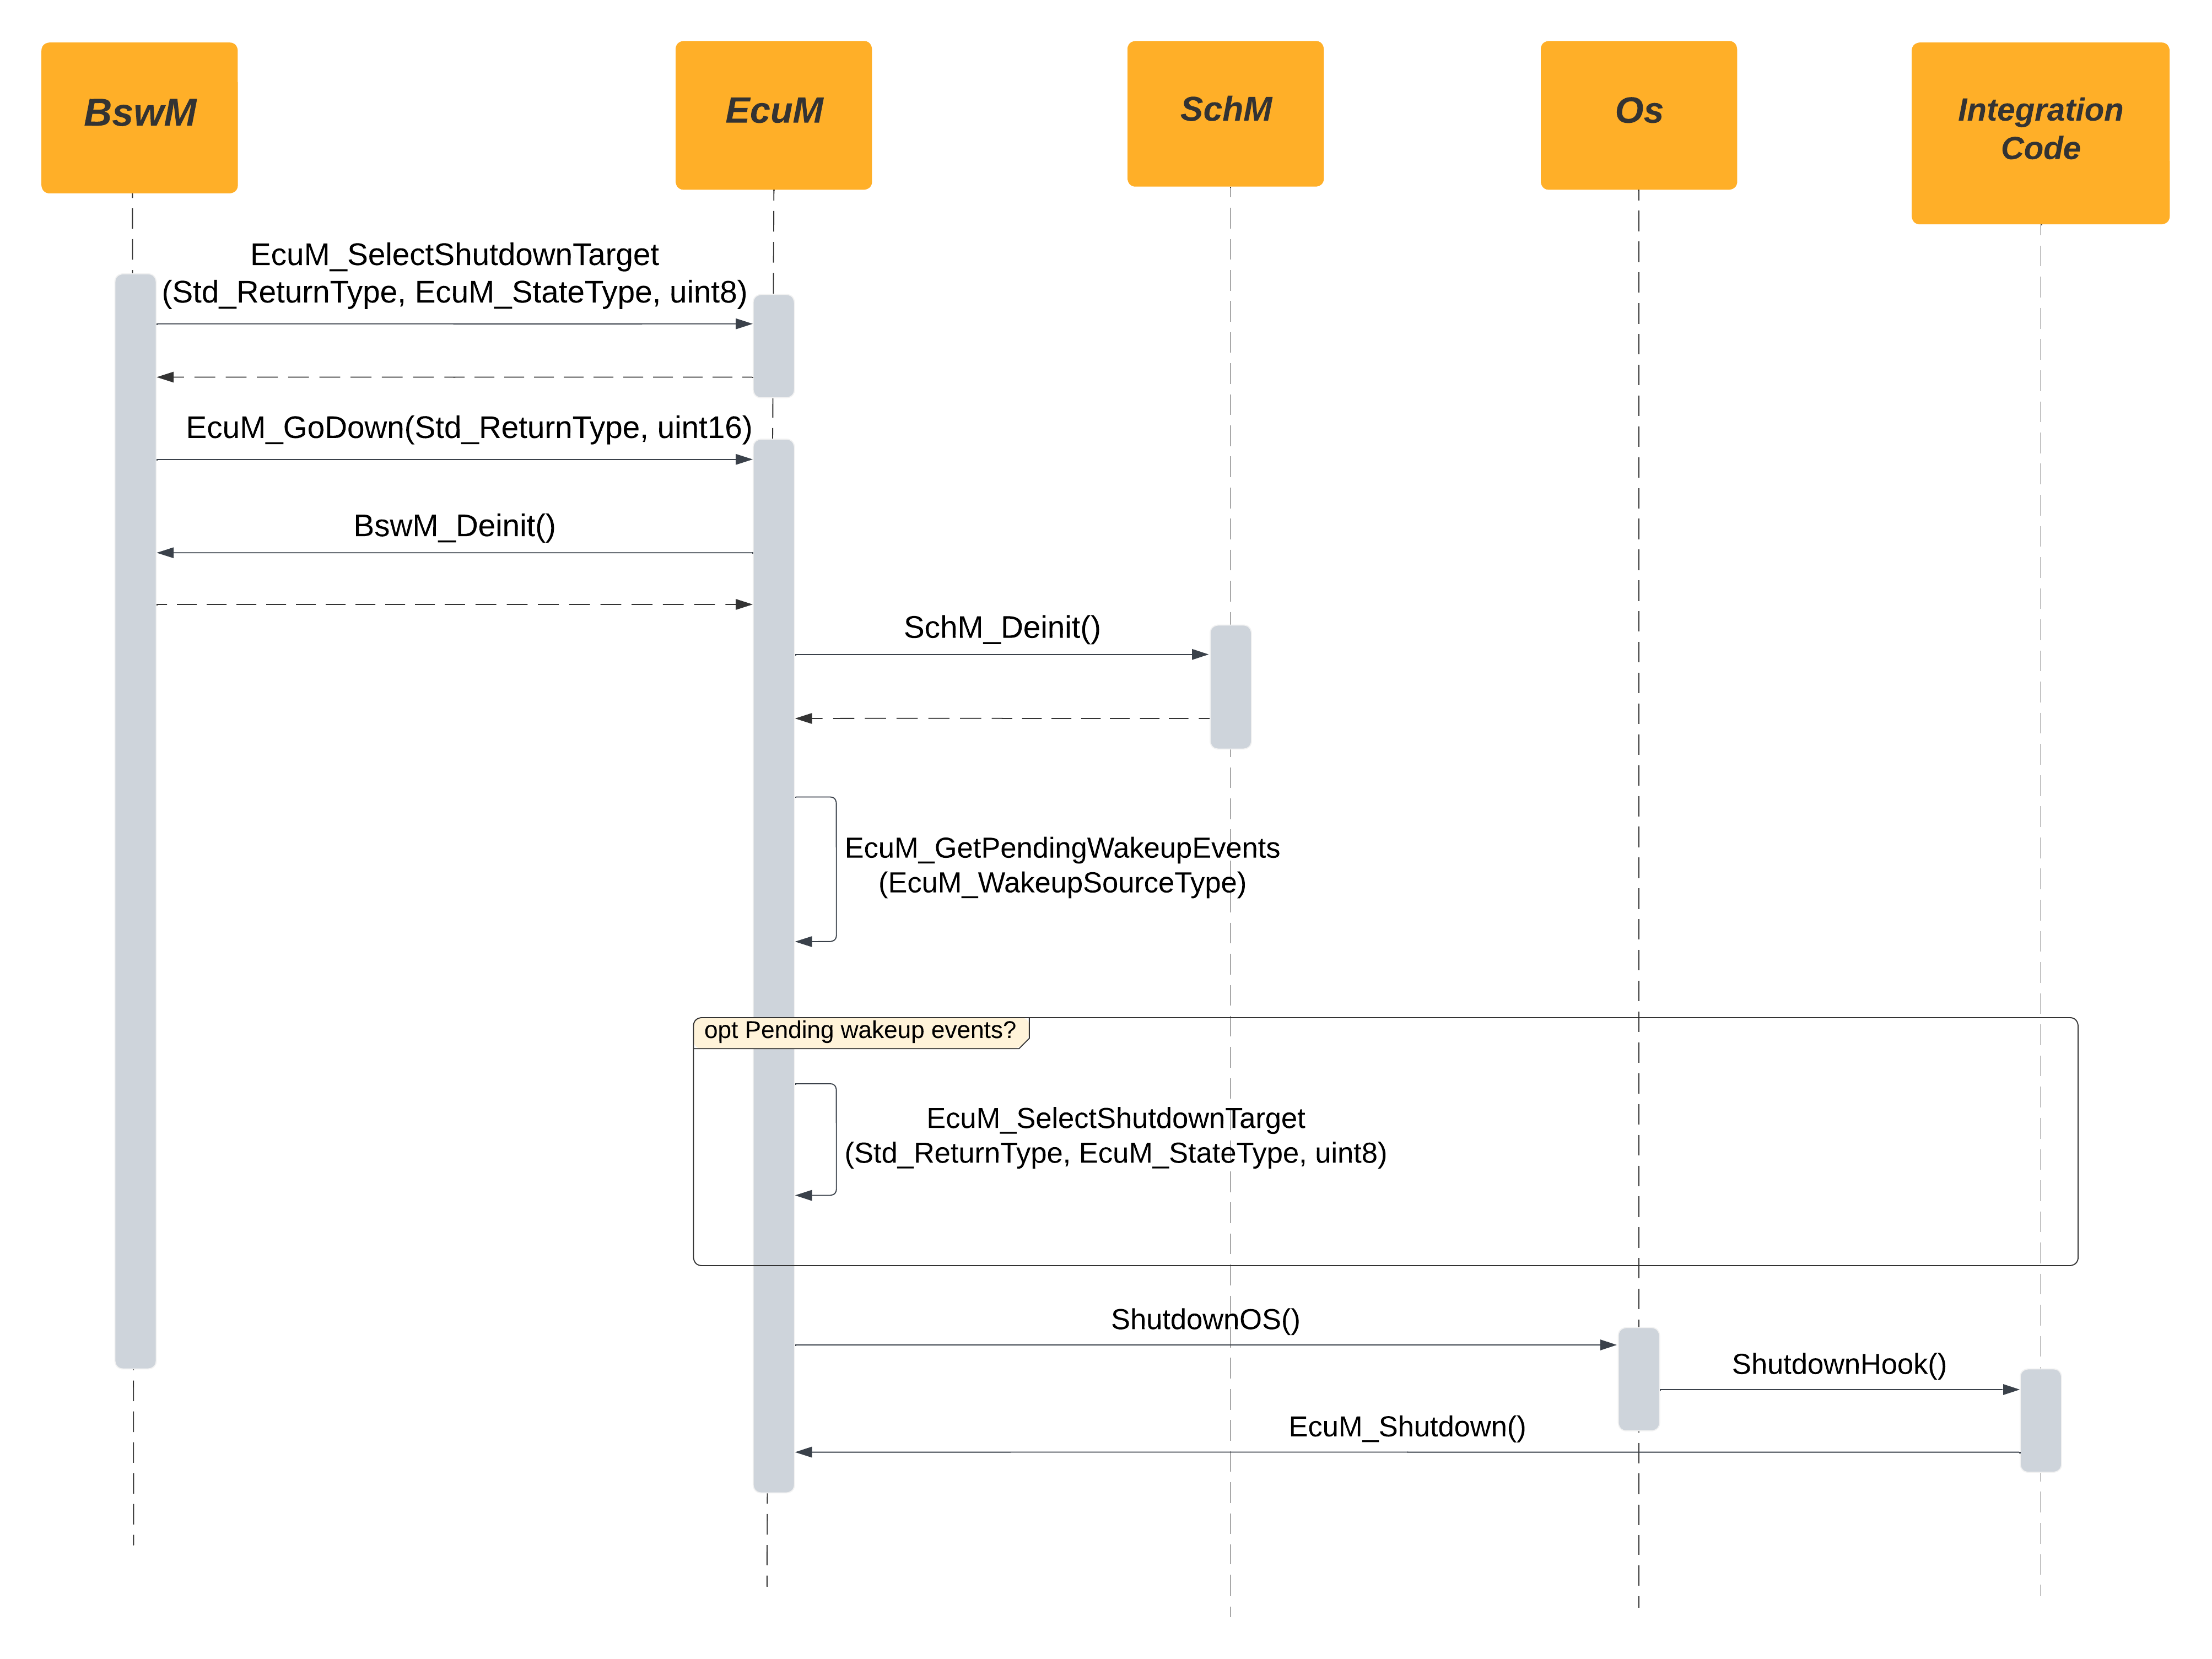 BswM
EcuM
SchM
Os
Integration
Code
EcuM_SelectShutdownTarget
(Std_ReturnType, EcuM_StateType, uint8)
EcuM_GoDown(Std_ReturnType, uint16)
BswM_Deinit()
SchM_Deinit()
EcuM_GetPendingWakeupEvents
(EcuM_WakeupSourceType)
opt Pending wakeup events?
EcuM_SelectShutdownTarget
(Std_ReturnType, EcuM_StateType, uint8)
ShutdownOS()
ShutdownHook()
EcuM_Shutdown()